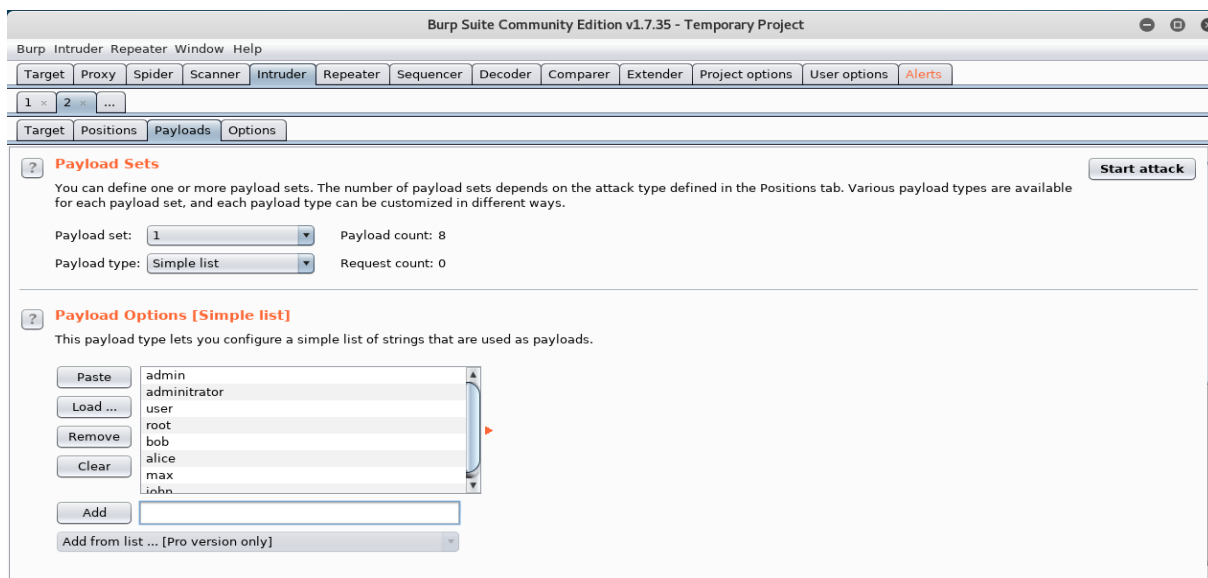 Burp Suite Community Edition v1.7.35 - Temporary Project
Burp Intruder Repeater Window Help
Target Proxy Spider Scanner Intruder Repeater Sequencer Decoder Comparer Extender Project options User options Alerts
1 × 2 × ...
Target Positions Payloads Options
? Payload Sets
Start attack
You can define one or more payload sets. The number of payload sets depends on the attack type defined in the Positions tab. Various payload types are available
for each payload set, and each payload type can be customized in different ways.
Payload set: 1 Payload count: 8
Payload type: Simple list Request count: 0
? Payload Options [Simple list]
This payload type lets you configure a simple list of strings that are used as payloads.
Paste
Load ...
Remove
Clear
admin
adminitrator
user
root
bob
alice
max
john
Add
Add from list ... [Pro version only]